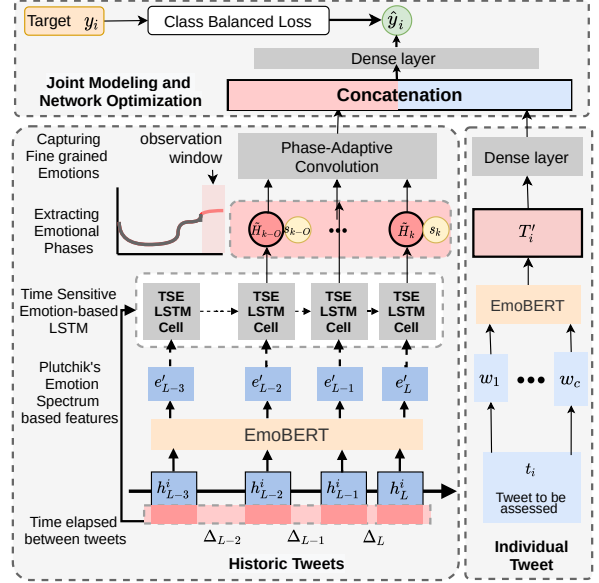 Target y_i
Class Balanced Loss
ŷ_i
Dense layer
Joint Modeling and
Network Optimization
Concatenation
Capturing
Fine grained
Emotions
observation
window
Phase-Adaptive
Convolution
Dense layer
Extracting
Emotional
Phases
H̃_{k-O} s_{k-O} ••• H̃_k s_k
T'_i
Time Sensitive
Emotion-based
LSTM
TSE
LSTM
Cell
TSE
LSTM
Cell
TSE
LSTM
Cell
TSE
LSTM
Cell
EmoBERT
Plutchik's
Emotion
Spectrum
based features
e'_{L-3} e'_{L-2} e'_{L-1} e'_L
w_1 ••• w_c
EmoBERT
h^i_{L-3} h^i_{L-2} h^i_{L-1} h^i_L
t_i
Tweet to be
assessed
Time elapsed
between tweets
Δ_{L-2} Δ_{L-1} Δ_L
Historic Tweets
Individual
Tweet